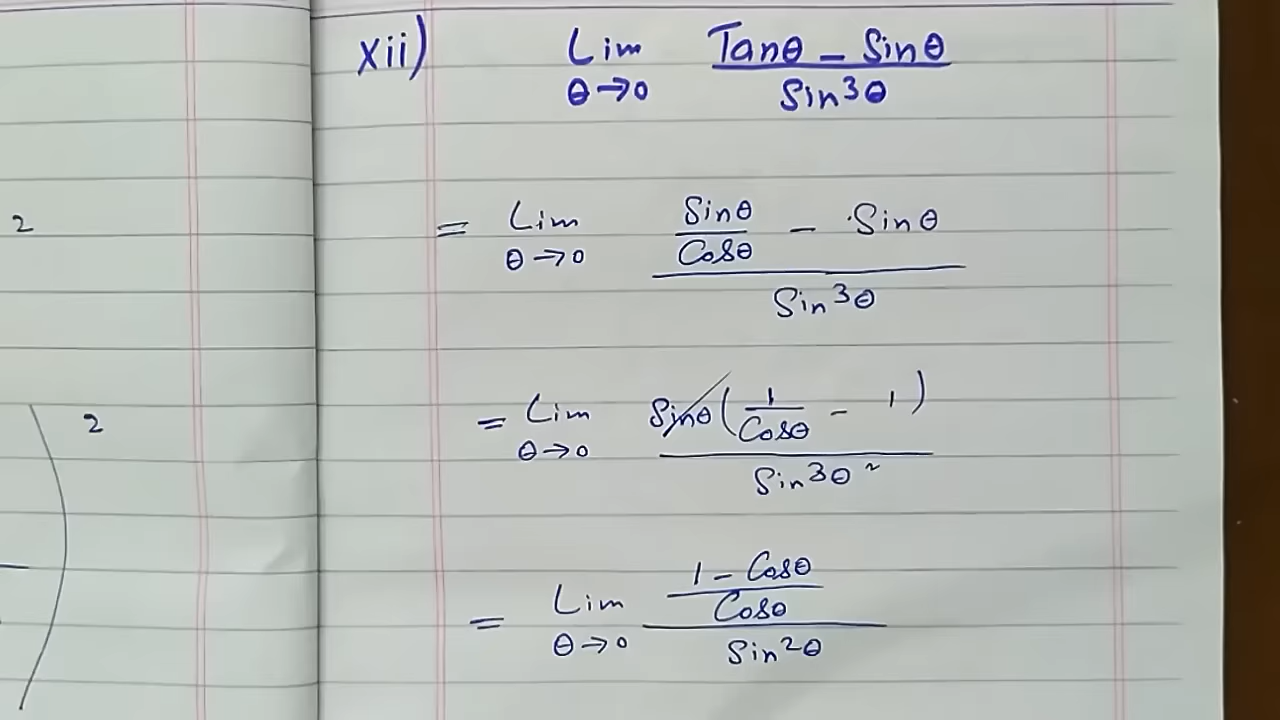 2
2
xii) Lim θ→0 Tanθ - Sinθ / Sin³θ
= Lim θ→0 Sinθ/Cosθ - Sinθ / Sin³θ
= Lim θ→0 Sinθ(1/Cosθ - 1) / Sin³θ ²
= Lim θ→0 1 - Cosθ / Cosθ / Sin²θ